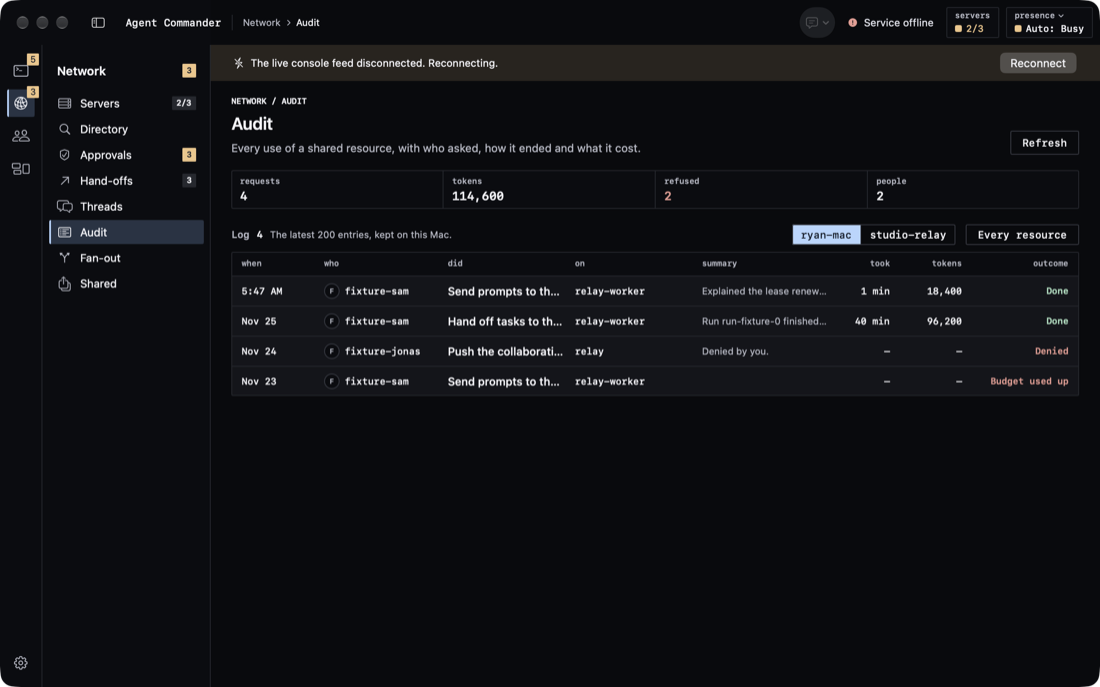 Agent Commander
Network > Audit
Service offline
servers
2/3
presence
Auto: Busy
5
3
Network
3
Servers
2/3
Directory
Approvals
3
Hand-offs
3
Threads
Audit
Fan-out
Shared
The live console feed disconnected. Reconnecting.
Reconnect
NETWORK / AUDIT
Audit
Every use of a shared resource, with who asked, how it ended and what it cost.
Refresh
requests
4
tokens
114,600
refused
2
people
2
Log 4 The latest 200 entries, kept on this Mac.
ryan-mac
studio-relay
Every resource
when who did on summary took tokens outcome
5:47 AM F fixture-sam Send prompts to th... relay-worker Explained the lease renew... 1 min 18,400 Done
Nov 25 F fixture-sam Hand off tasks to th... relay-worker Run run-fixture-0 finished... 40 min 96,200 Done
Nov 24 F fixture-jonas Push the collaborati... relay Denied by you. — — Denied
Nov 23 F fixture-sam Send prompts to th... relay-worker — — Budget used up